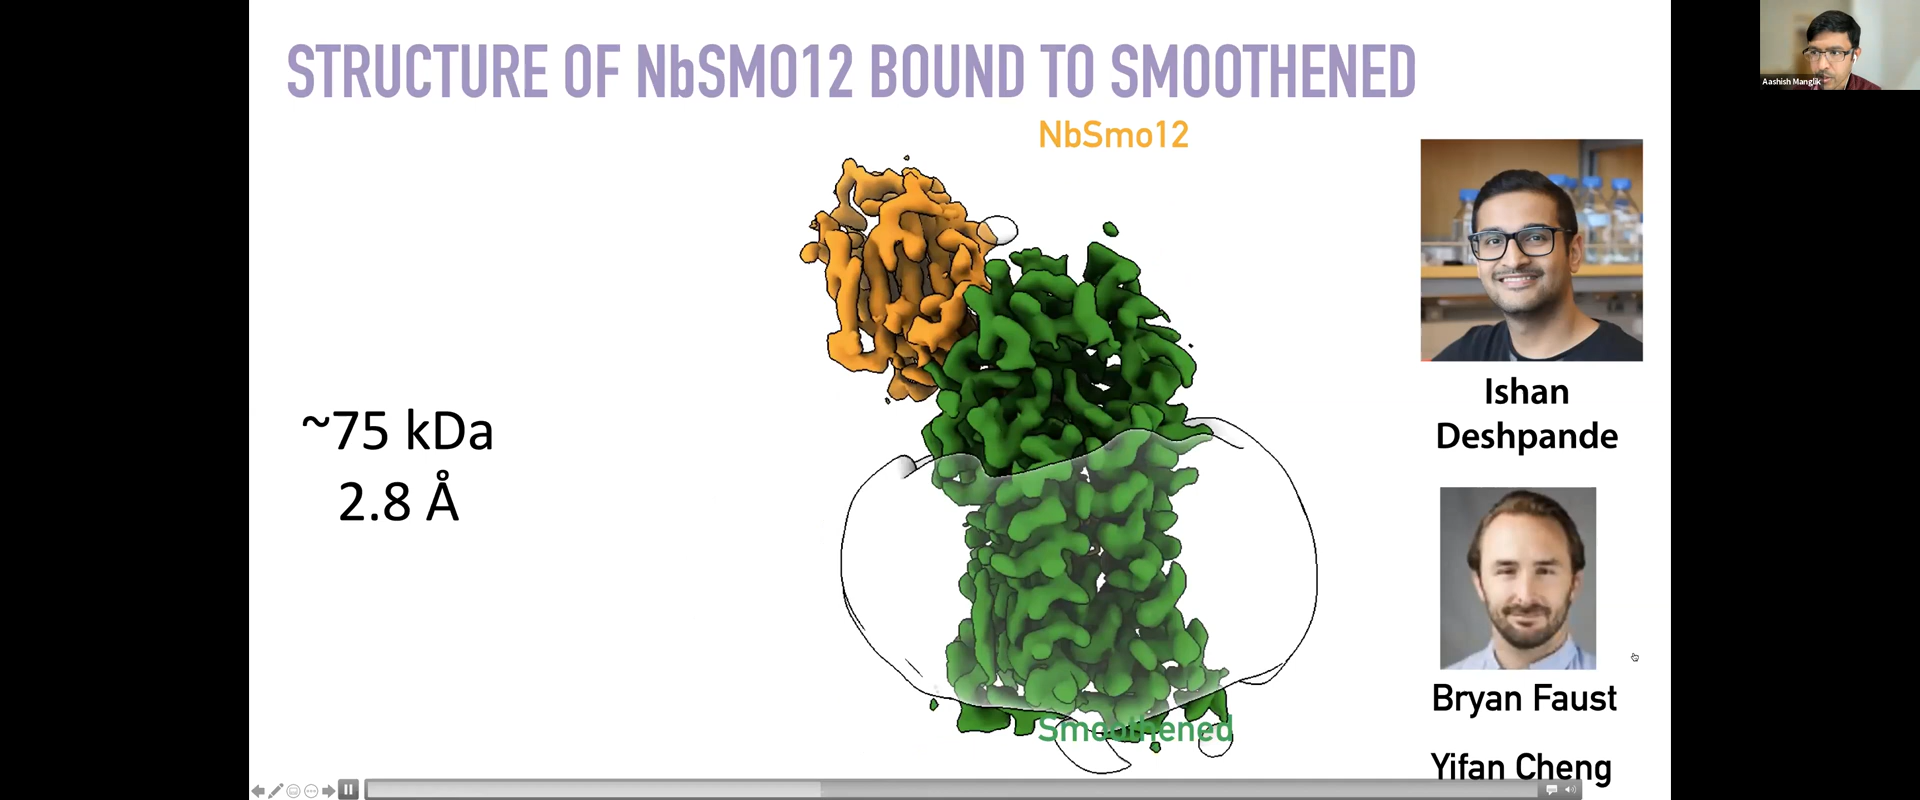 STRUCTURE OF NbSMO12 BOUND TO SMOOTHENED
Aashish Manglik
NbSmo12
~75 kDa
2.8 Å
Ishan
Deshpande
Bryan Faust
Smoothened
Yifan Cheng